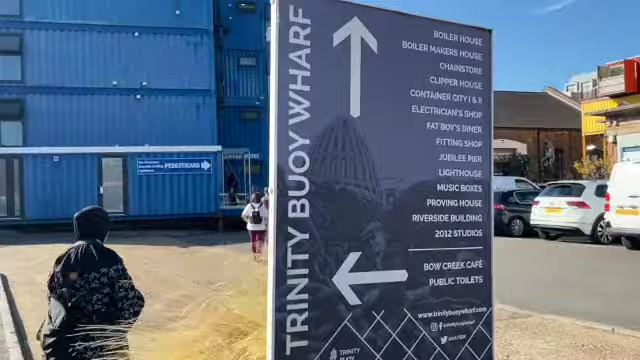 TRINITY BUOY WHARF
BOILER HOUSE
BOILER MAKERS HOUSE
CHAINSTORE
CLIPPER HOUSE
CONTAINER CITY I & II
ELECTRICIAN'S SHOP
FAT BOY'S DINER
FITTING SHOP
JUBILEE PIER
LIGHTHOUSE
MUSIC BOXES
PROVING HOUSE
RIVERSIDE BUILDING
2012 STUDIOS
BOW CREEK CAFÉ
PUBLIC TOILETS
www.trinitybuoywharf.com
TRINITY
BUOY
PEDESTRIANS